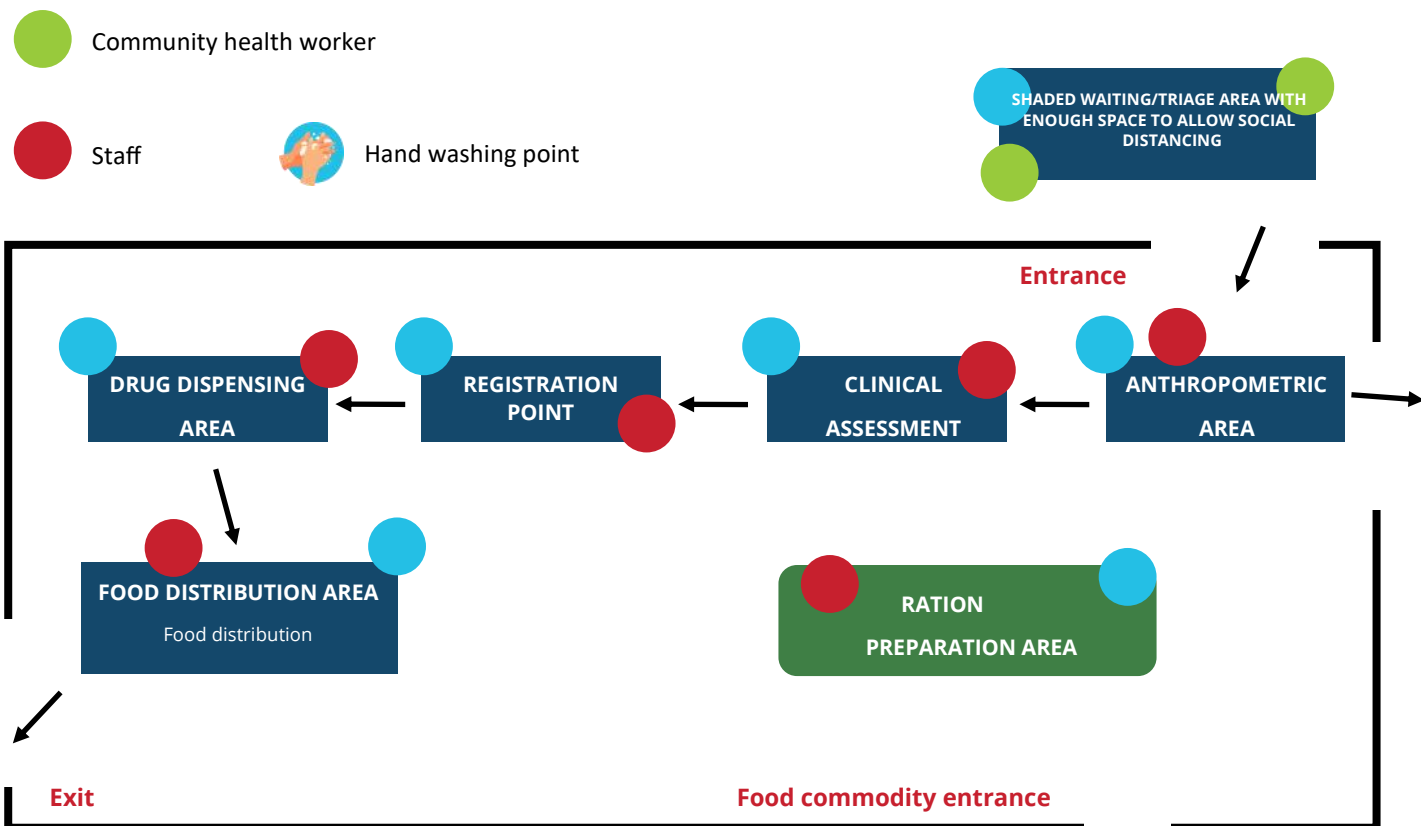 Community health worker
Staff
Hand washing point
SHADED WAITING/TRIAGE AREA WITH
ENOUGH SPACE TO ALLOW SOCIAL
DISTANCING
Entrance
DRUG DISPENSING
AREA
REGISTRATION
POINT
CLINICAL
ASSESSMENT
ANTHROPOMETRIC
AREA
FOOD DISTRIBUTION AREA
Food distribution
RATION
PREPARATION AREA
Exit
Food commodity entrance